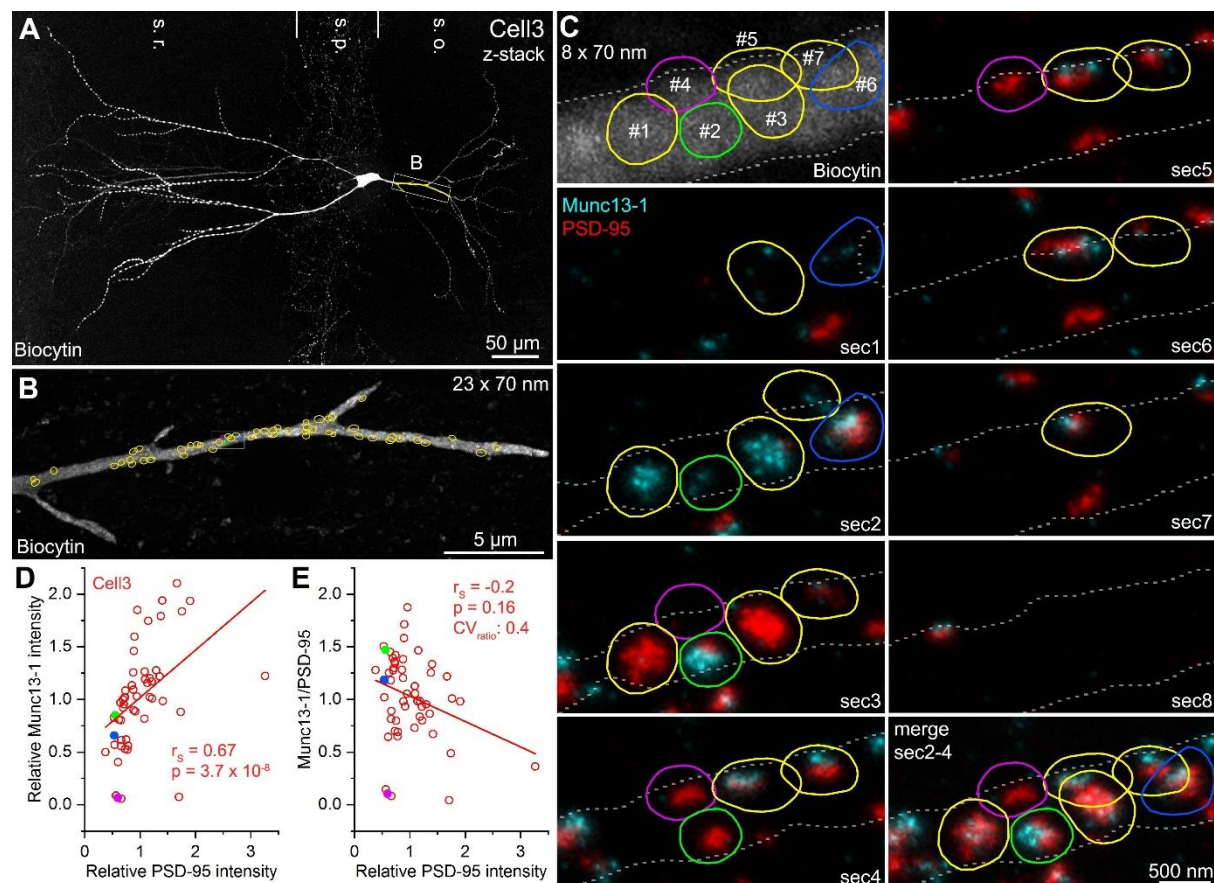 A
s. r.
s. p.
s. o.
Cell3
z-stack
B
Biocytin
50 µm
B
23 x 70 nm
Biocytin
5 µm
C
8 x 70 nm
#5
#7
#4
#6
#1
#2
#3
Biocytin
sec5
Munc13-1
PSD-95
sec1
sec6
sec2
sec7
sec3
sec8
sec4
merge
sec2-4
500 nm
D
Cell3
Relative Munc13-1 intensity
2.0
1.5
1.0
0.5
0.0
r_S = 0.67
p = 3.7 x 10⁻⁸
0 1 2 3
Relative PSD-95 intensity
E
Munc13-1/PSD-95
2.0
1.5
1.0
0.5
0.0
r_S = -0.2
p = 0.16
CV_ratio: 0.4
0 1 2 3
Relative PSD-95 intensity